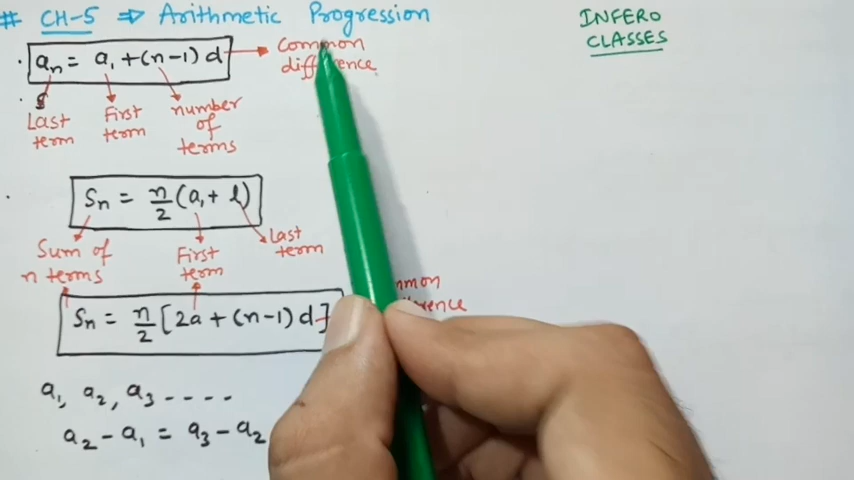 # CH-5 ⇒ Arithmetic Progression
INFERO
CLASSES
aₙ = a₁ + (n-1) d → Common
difference
Last
term
First
term
number
of
terms
Sₙ = n/2 (a₁ + l)
Sum of
n terms
First
term
Last
term
Sₙ = n/2 [2a + (n-1) d]
a₁, a₂, a₃ - - - -
a₂ - a₁ = a₃ - a₂